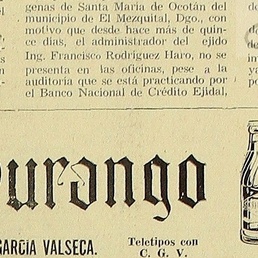 genas de Santa María de Ocotán del
municipio de El Mezquital, Dgo., con
motivo que desde hace más de quin-
ce días, el administrador del ejido
Ing. Francisco Rodríguez Haro, no se
presenta en las oficinas, pese a la
auditoría que se está practicando por
el Banco Nacional de Crédito Ejidal,
de
urango
GARCIA VALSECA.
Teletipos con
C. G. V.